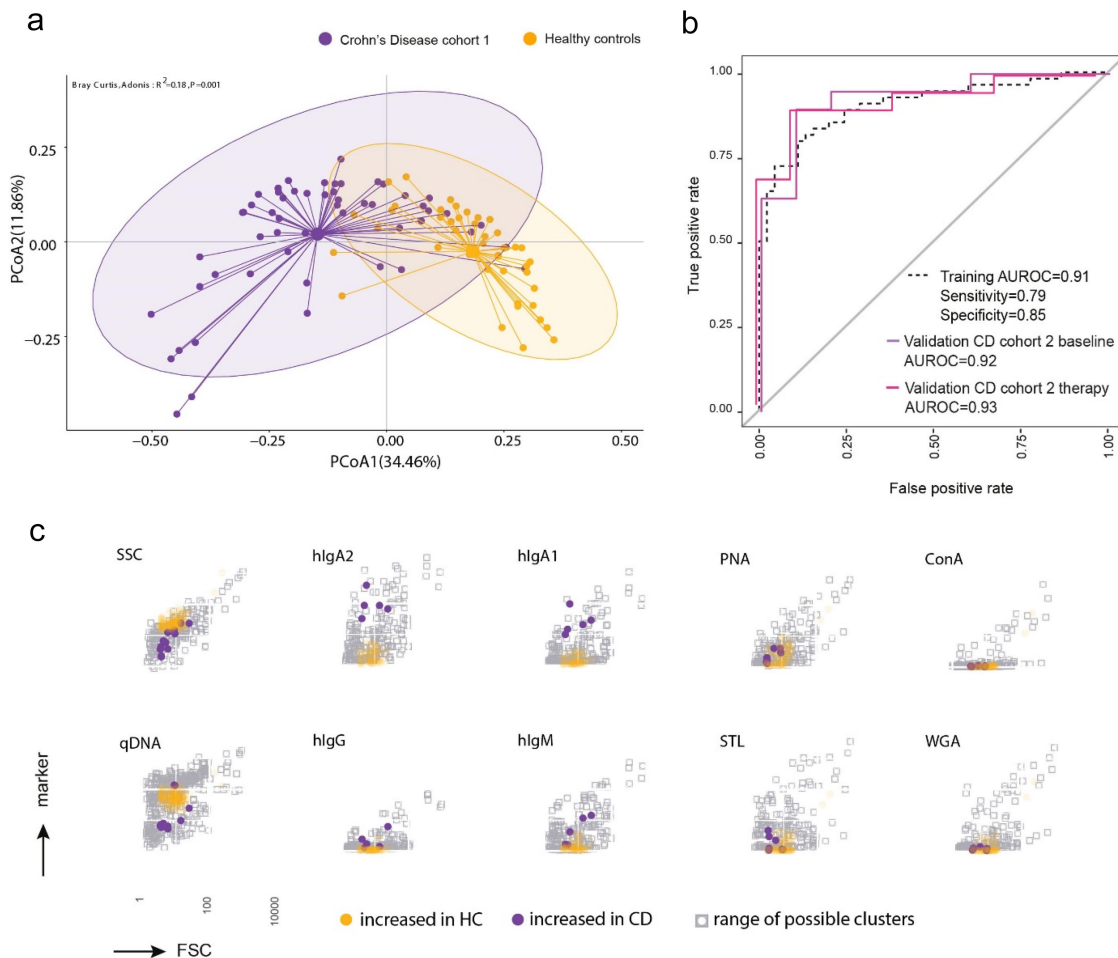 a
Crohn's Disease cohort 1
Healthy controls
Bray Curtis, Adonis : R²=0.18 ,P=0.001
PCoA2(11.86%)
0.25
0.00
−0.25
−0.50
−0.25
0.00
0.25
0.50
PCoA1(34.46%)
b
True positive rate
1.00
0.75
0.50
0.25
0.00
Training AUROC=0.91
Sensitivity=0.79
Specificity=0.85
Validation CD cohort 2 baseline
AUROC=0.92
Validation CD cohort 2 therapy
AUROC=0.93
0.00
0.25
0.50
0.75
1.00
False positive rate
c
SSC
hIgA2
hIgA1
PNA
ConA
qDNA
hIgG
hIgM
STL
WGA
marker
1
100
10000
FSC
increased in HC
increased in CD
range of possible clusters